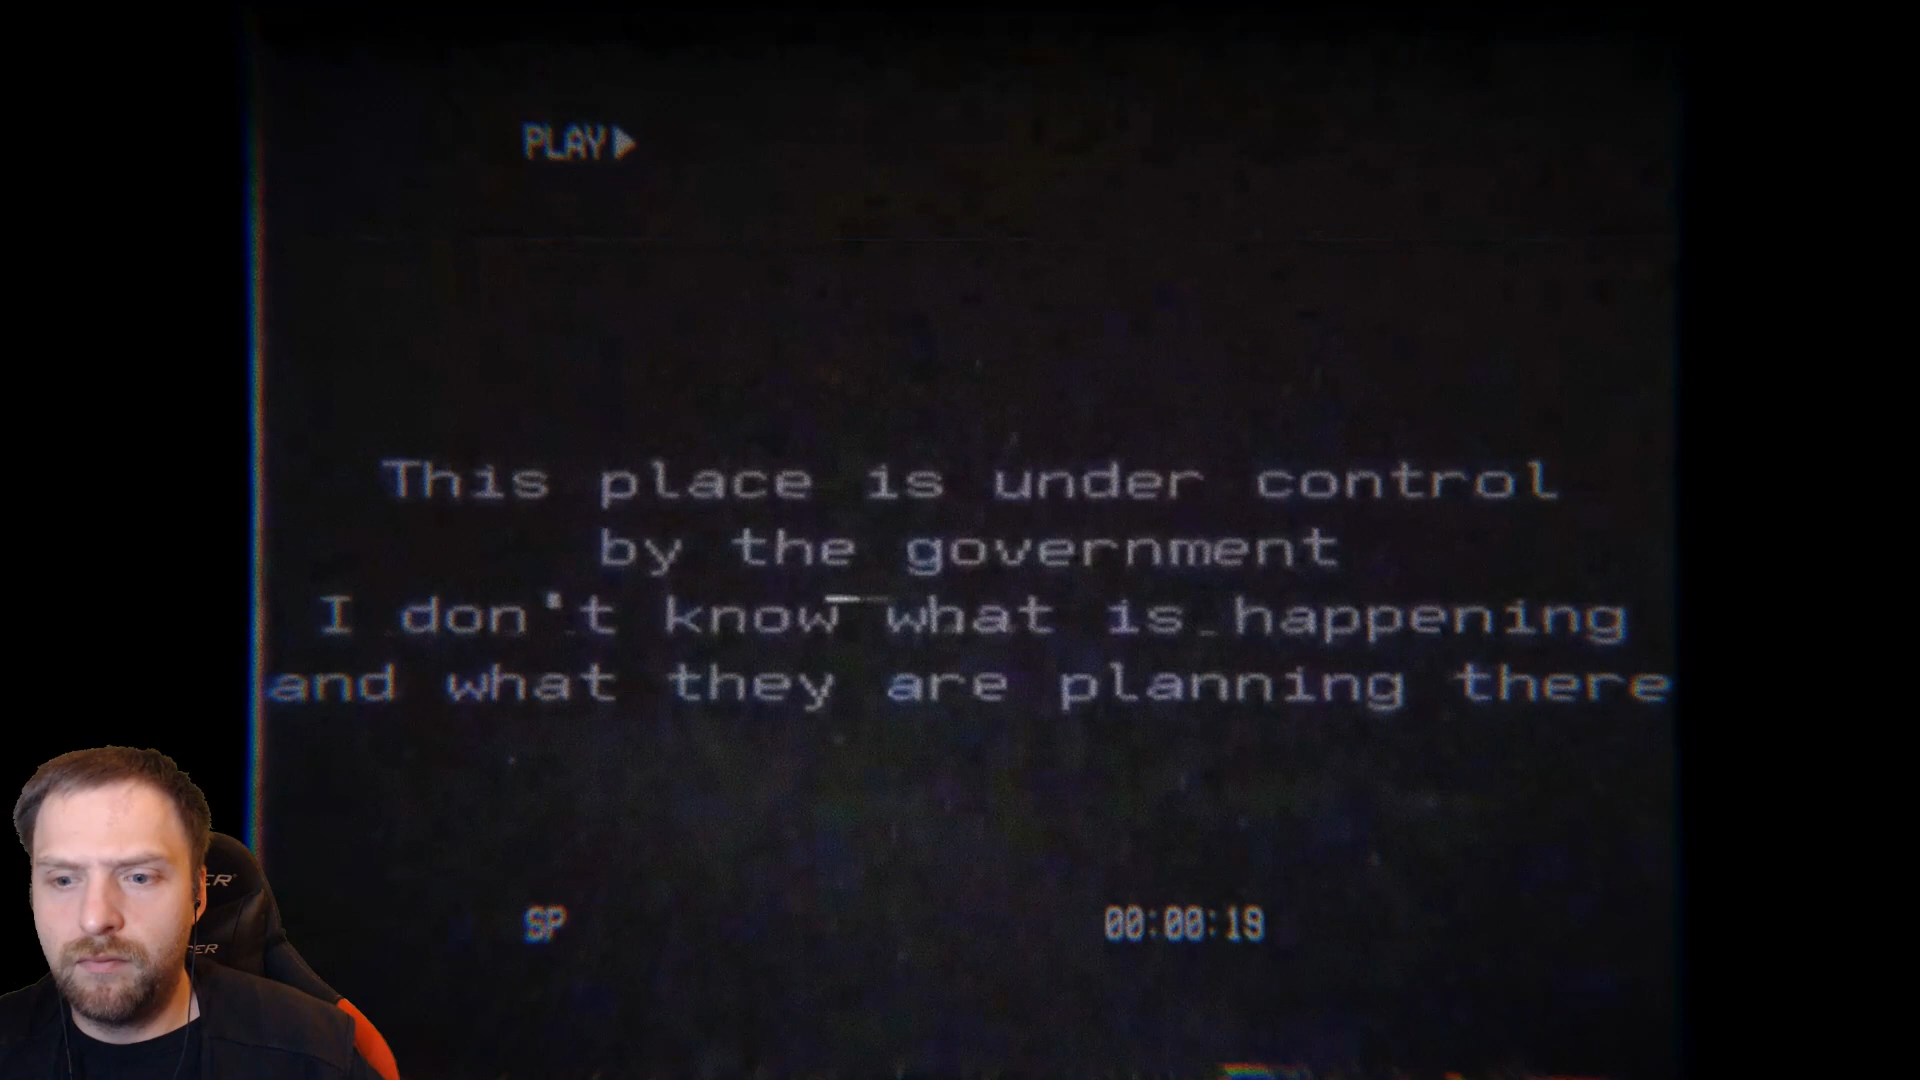 PLAY▶
This place is under control
by the government
I don't know what is happening
and what they are planning there
SP
00:00:19